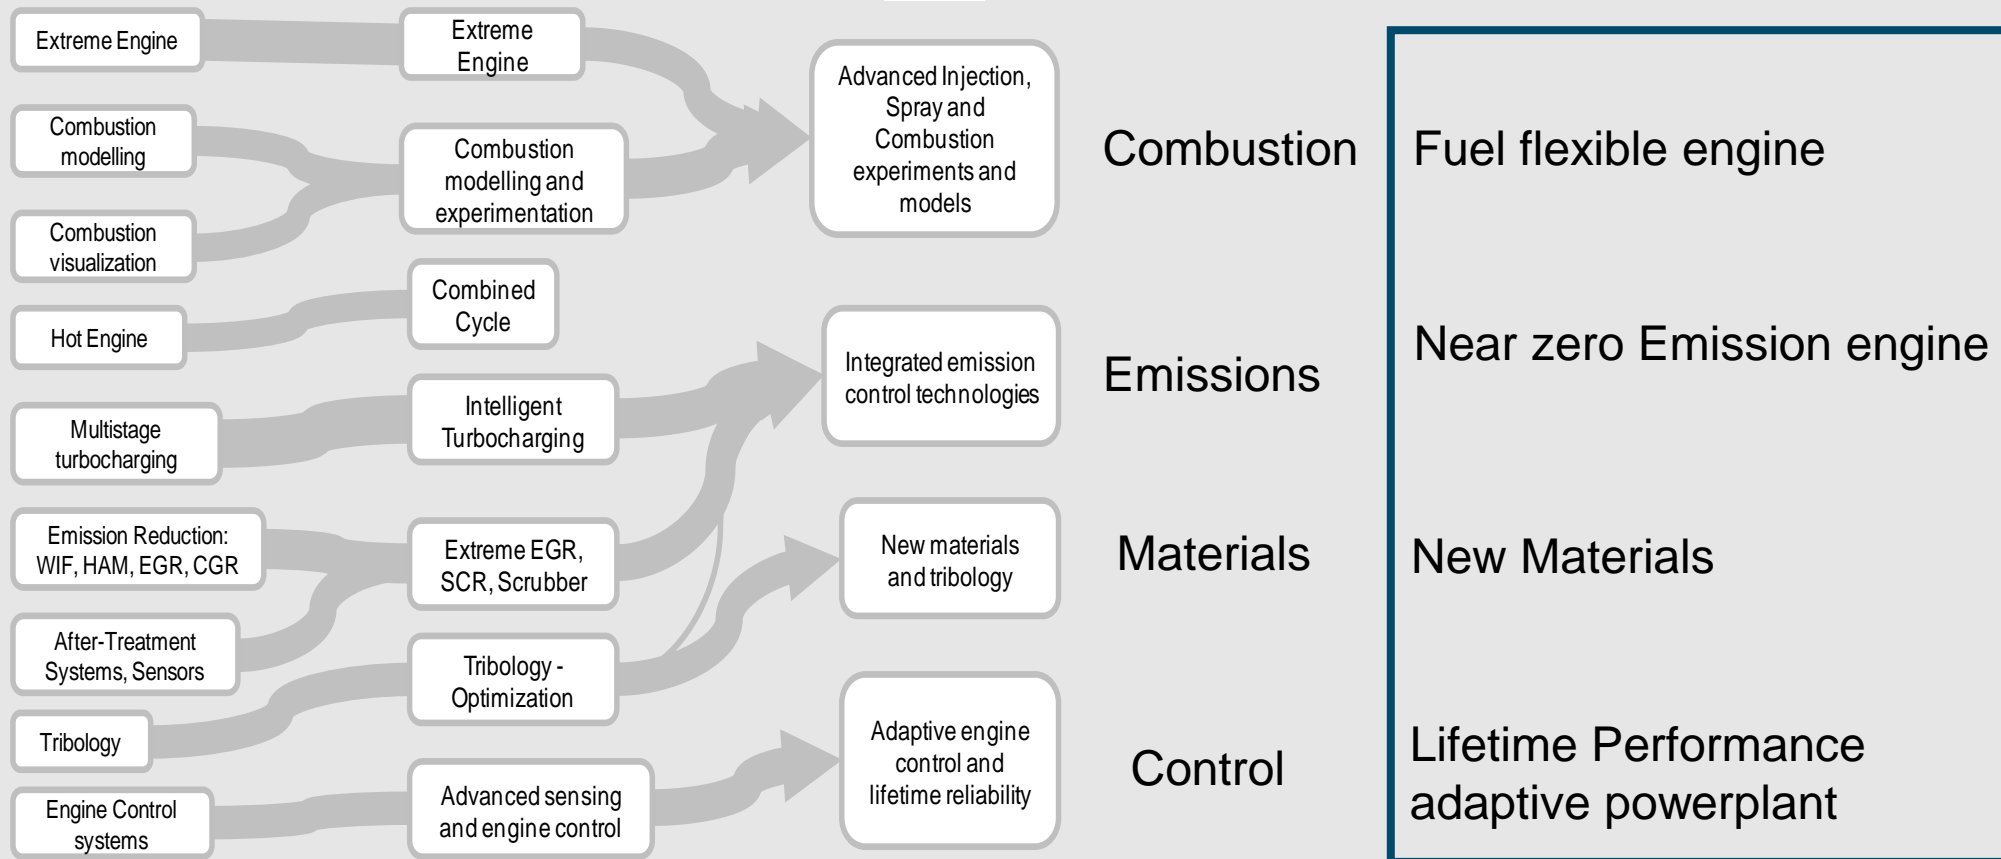 Extreme Engine
Combustion
modelling
Combustion
visualization
Hot Engine
Multistage
turbocharging
Emission Reduction:
WIF, HAM, EGR, CGR
After-Treatment
Systems, Sensors
Tribology
Engine Control
systems
Extreme
Engine
Combustion
modelling and
experimentation
Combined
Cycle
Intelligent
Turbocharging
Extreme EGR,
SCR, Scrubber
Tribology -
Optimization
Advanced sensing
and engine control
Advanced Injection,
Spray and
Combustion
experiments and
models
Integrated emission
control technologies
New materials
and tribology
Adaptive engine
control and
lifetime reliability
Combustion
Emissions
Materials
Control
Fuel flexible engine
Near zero Emission engine
New Materials
Lifetime Performance
adaptive powerplant